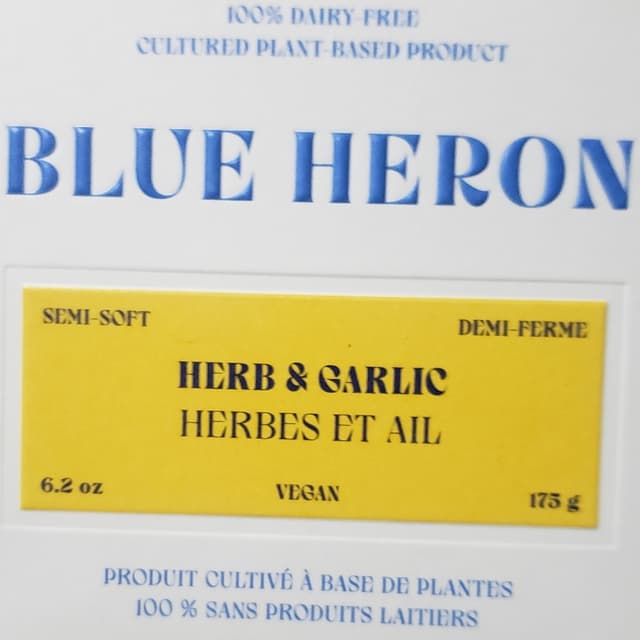 100% DAIRY-FREE
CULTURED PLANT-BASED PRODUCT
BLUE HERON
SEMI-SOFT
DEMI-FERME
HERB & GARLIC
HERBES ET AIL
6.2 oz
VEGAN
175 g
PRODUIT CULTIVÉ À BASE DE PLANTES
100 % SANS PRODUITS LAITIERS